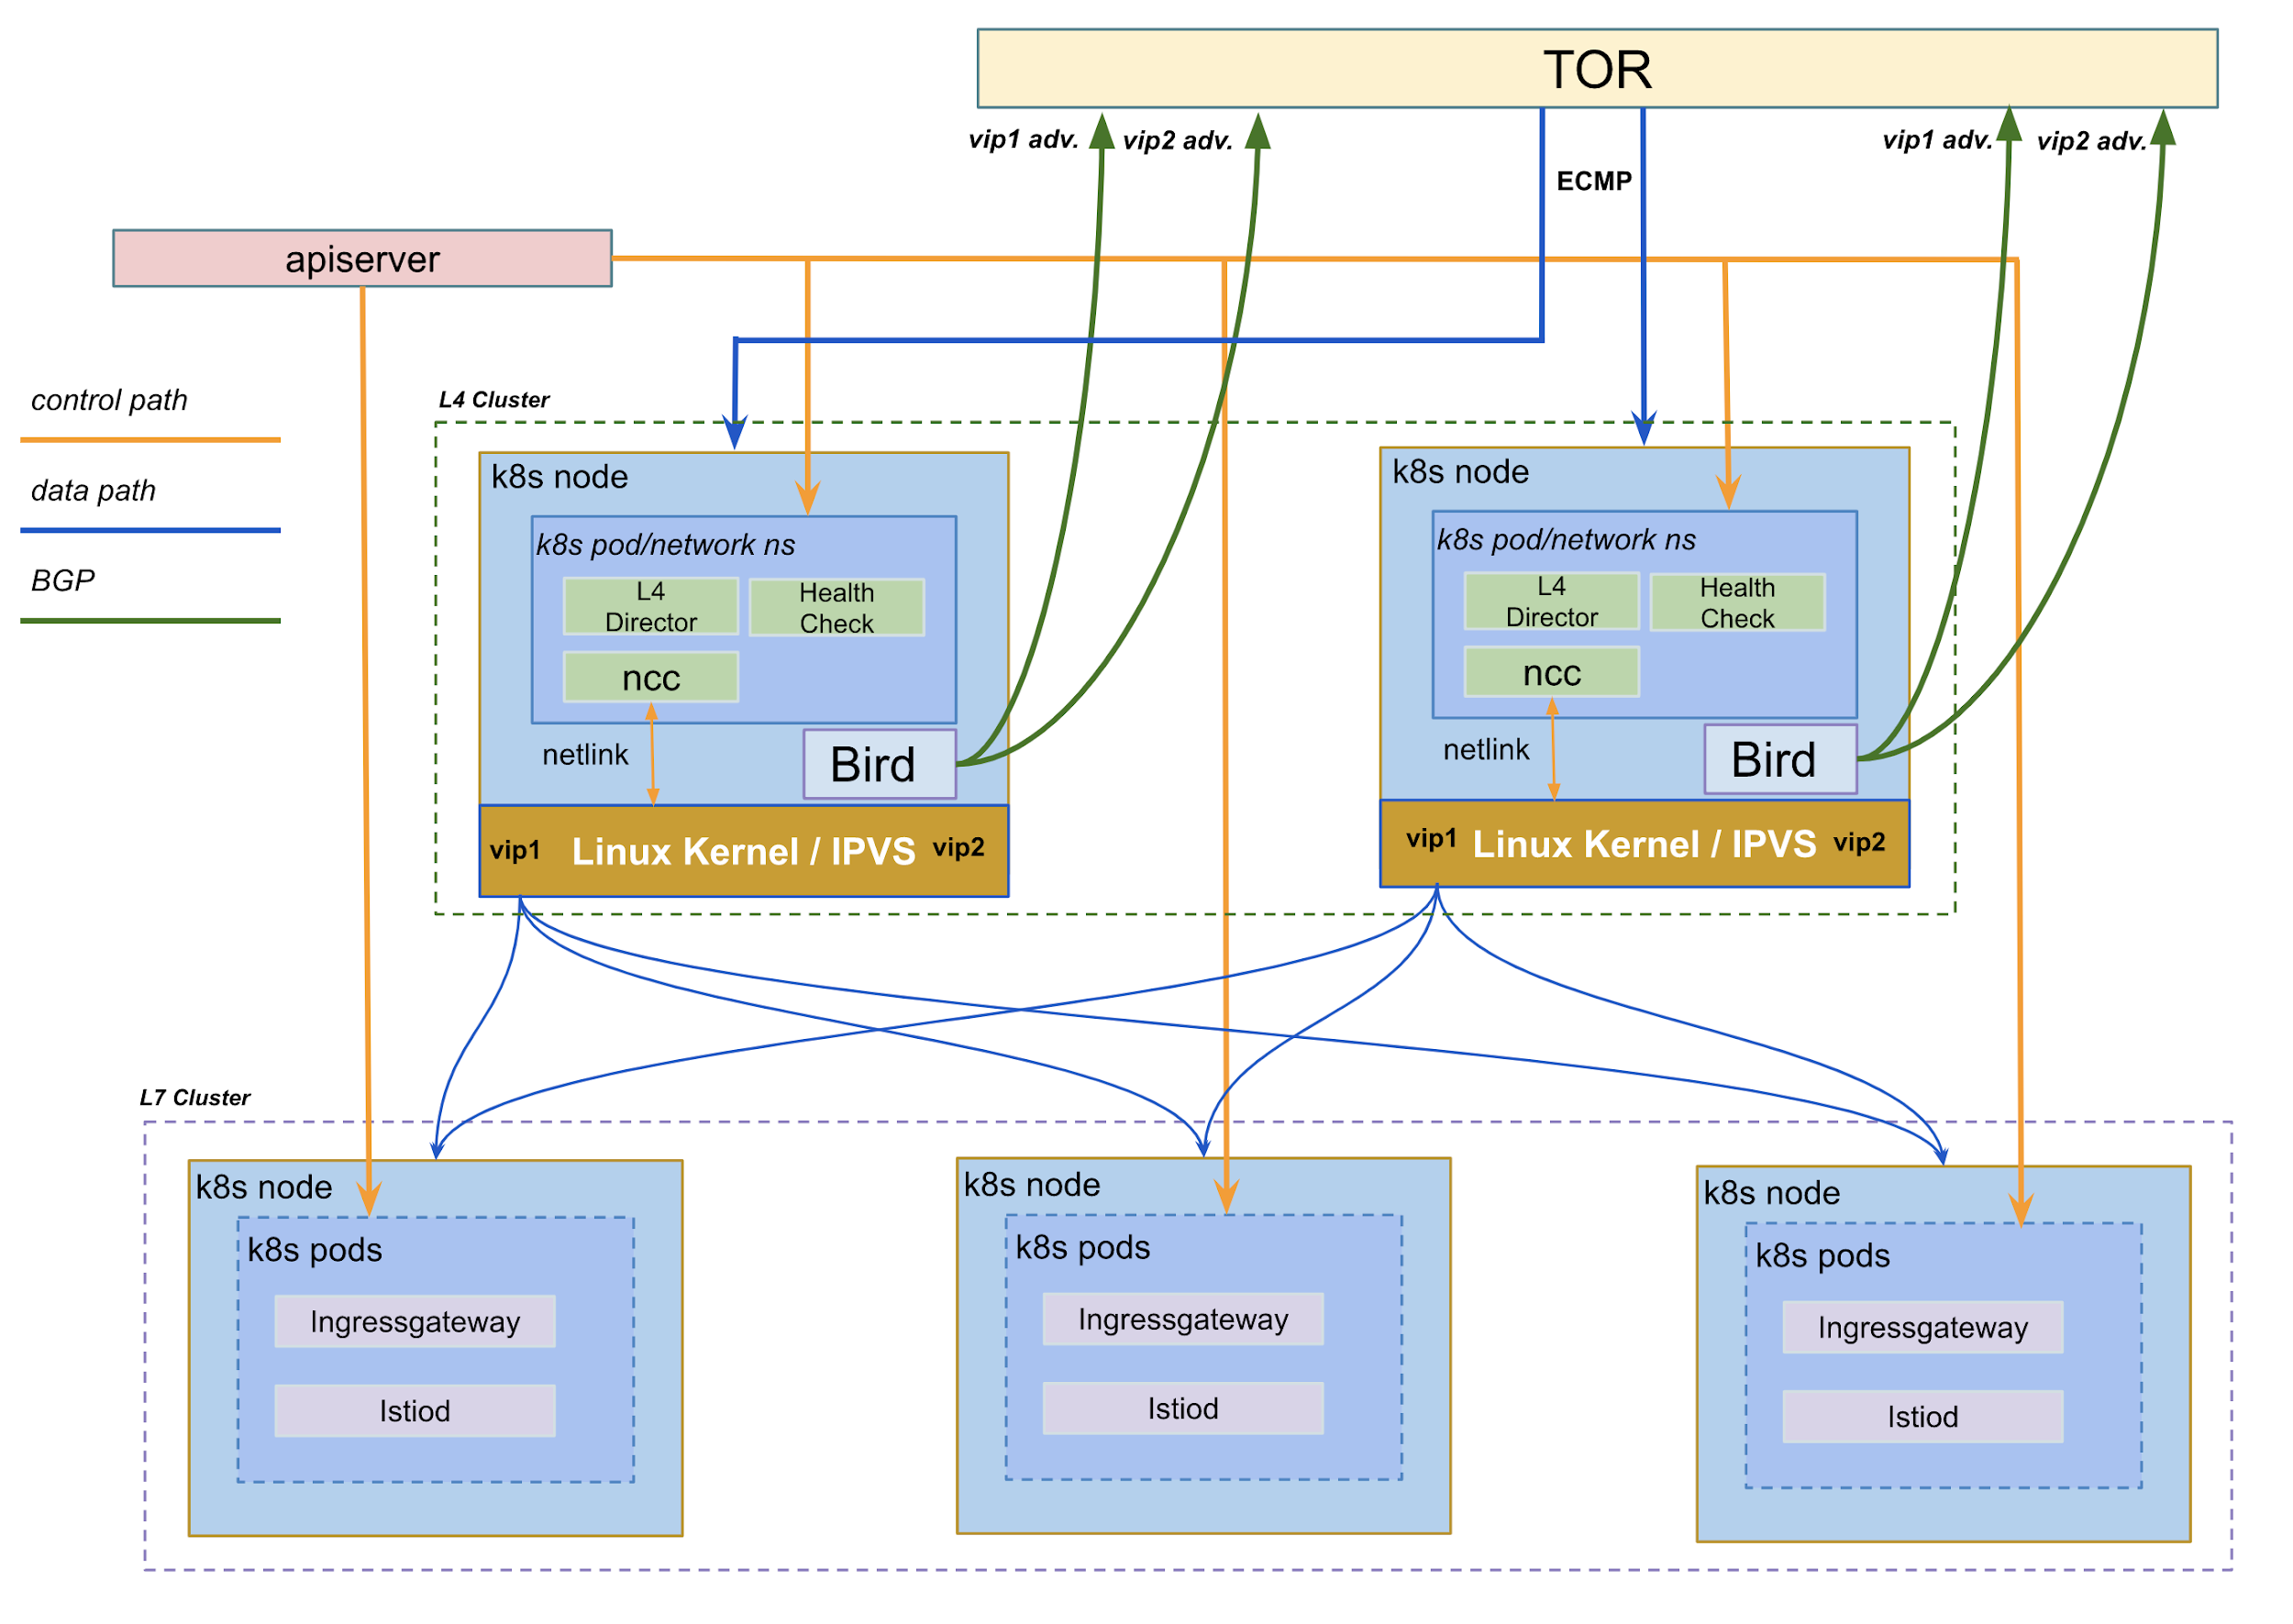 TOR
vip1 adv.
vip2 adv.
vip1 adv.
vip2 adv.
ECMP
apiserver
control path
data path
BGP
L4 Cluster
k8s node
k8s pod/network ns
L4
Director
Health
Check
ncc
netlink
Bird
vip1
Linux Kernel / IPVS
vip2
k8s node
k8s pod/network ns
L4
Director
Health
Check
ncc
netlink
Bird
vip1
Linux Kernel / IPVS
vip2
L7 Cluster
k8s node
k8s pods
Ingressgateway
Istiod
k8s node
k8s pods
Ingressgateway
Istiod
k8s node
k8s pods
Ingressgateway
Istiod